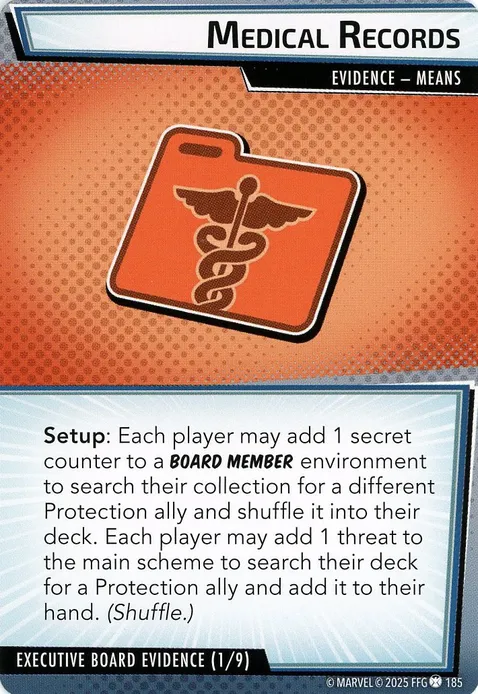 MEDICAL RECORDS
EVIDENCE – MEANS
Setup: Each player may add 1 secret
counter to a BOARD MEMBER environment
to search their collection for a different
Protection ally and shuffle it into their
deck. Each player may add 1 threat to
the main scheme to search their deck
for a Protection ally and add it to their
hand. (Shuffle.)
EXECUTIVE BOARD EVIDENCE (1/9)
© MARVEL © 2025 FFG 185